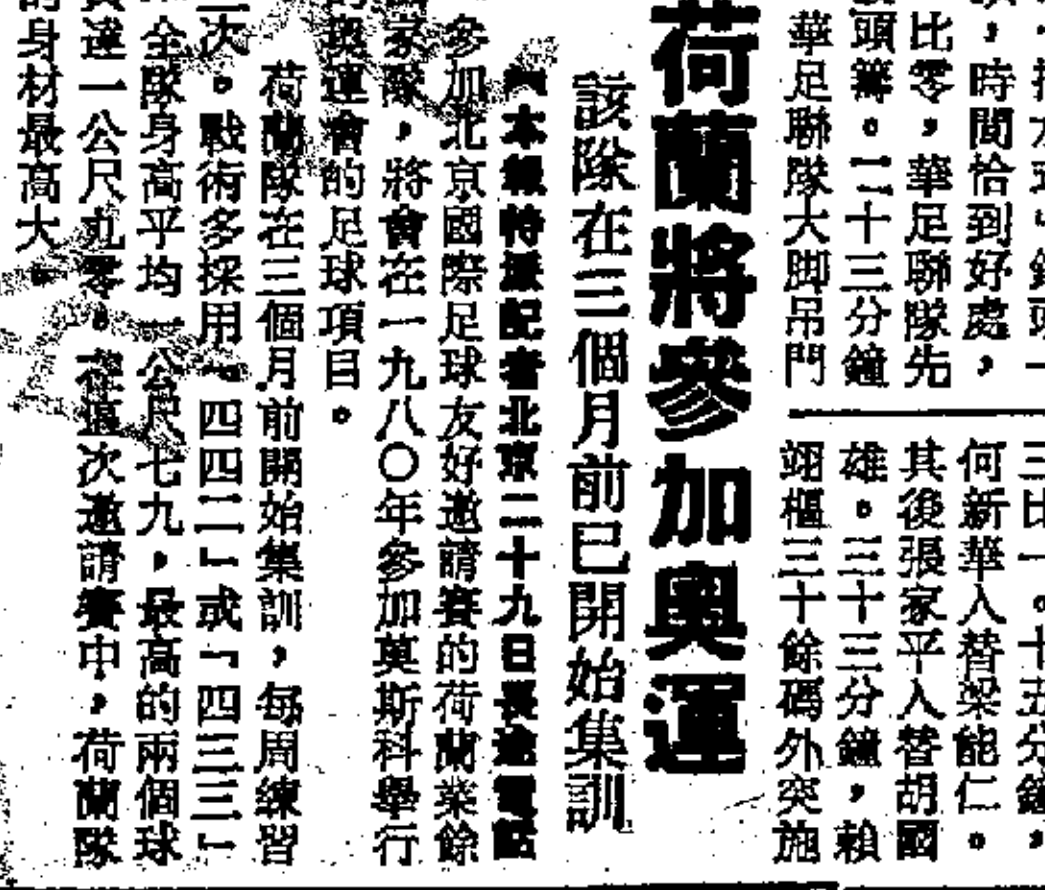 ，時間恰到好處，
比零，華足聯隊先
頭籌。二十三分鐘
華足聯隊大脚吊門
三比一。十五分鐘，
何新華入替梁能仁。
其後張家平入替胡國
雄。三十三分鐘，賴
翊樞三十餘碼外突施
荷蘭將參加奧運
該隊在三個月前已開始集訓
本報特派記者北京二十九日長途電話
參加北京國際足球友好邀請賽的荷蘭業餘
家隊，將會在一九八〇年參加莫斯科舉行
的奧運會的足球項目。
荷蘭隊在三個月前開始集訓，每周練習
次。戰術多採用「四四二」或「四三三」
全隊身高平均一公尺七九，最高的兩個球
員達一公尺九零。在這次邀請賽中，荷蘭隊
的身材最高大。